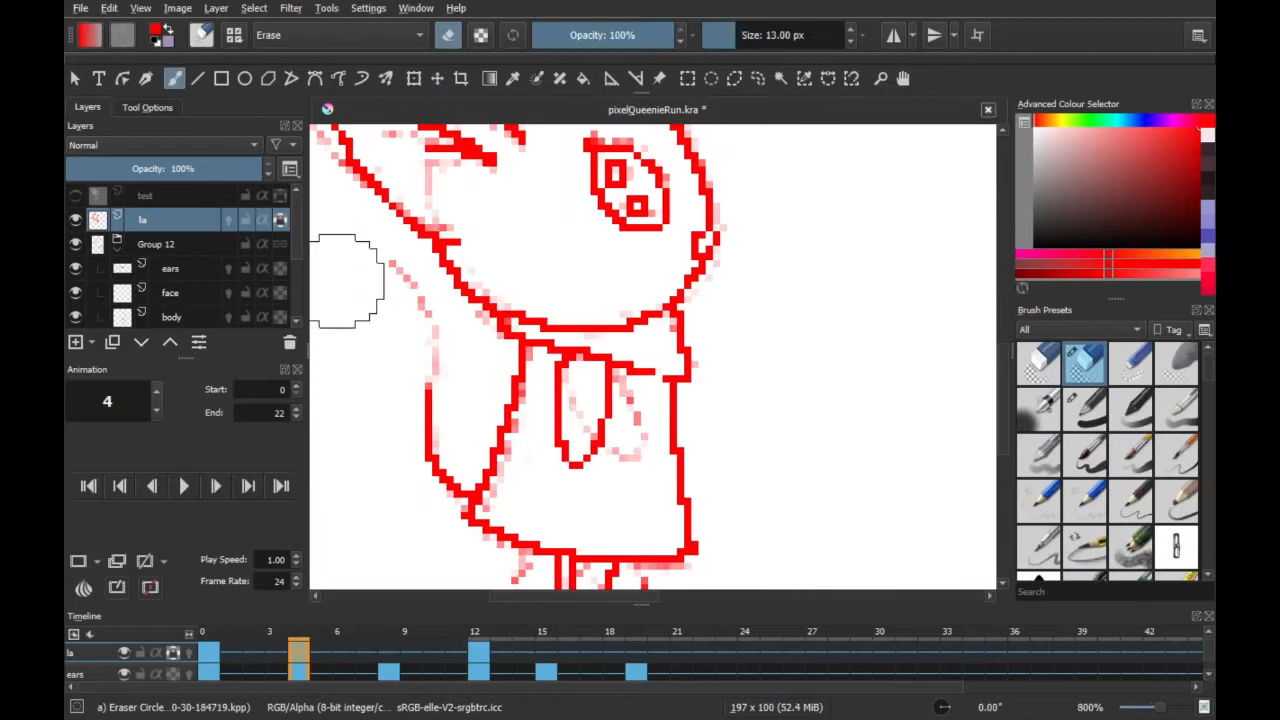 File Edit View Image Layer Select Filter Tools Settings Window Help
Erase Opacity: 100% Size: 13.00 px
Layers Tool Options pixelQueenieRun.kra * Advanced Colour Selector
Layers
Normal
Opacity: 100%
test
la
Group 12
ears
face
body
Brush Presets
All Tag
Animation
4 Start: 0
End: 22
Play Speed: 1.00
Frame Rate: 24
Search
Timeline
0 3 6 9 12 15 18 21 24 27 30 33 36 39 42
la
ears
a) Eraser Circle...0-30-184719.kpp) RGB/Alpha (8-bit integer/c... sRGB-elle-V2-srgbtrc.icc 197 x 100 (52.4 MiB) 0.00° 800%